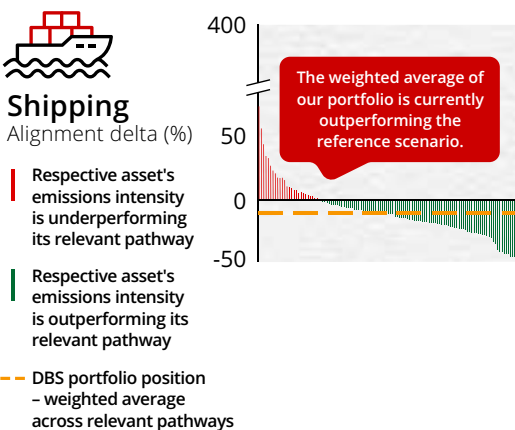 Shipping
Alignment delta (%)
Respective asset's
emissions intensity
is underperforming
its relevant pathway
Respective asset's
emissions intensity
is outperforming its
relevant pathway
DBS portfolio position
– weighted average
across relevant pathways
400
50
0
-50
The weighted average of
our portfolio is currently
outperforming the
reference scenario.